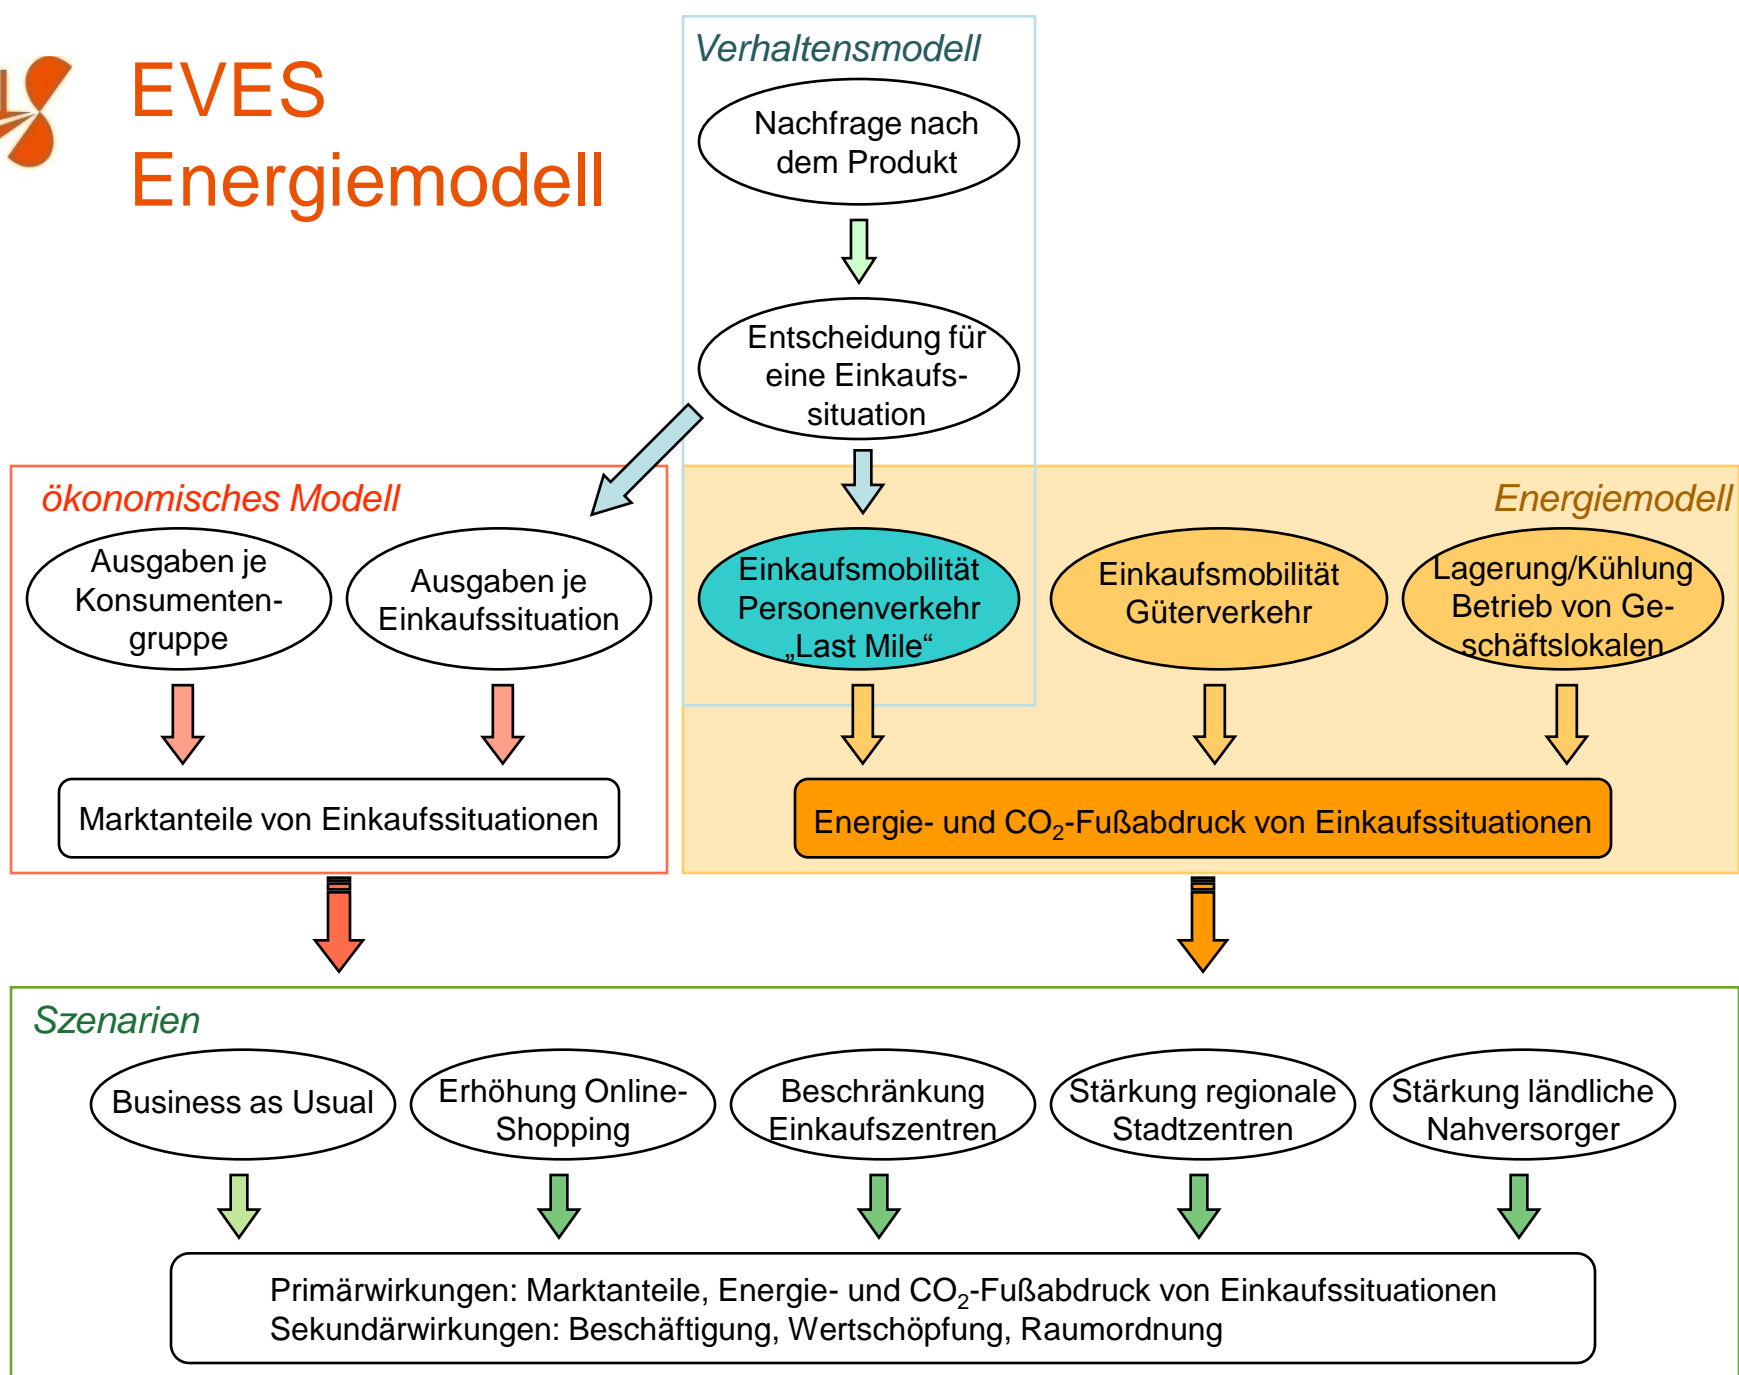 EVES
Energiemodell
Verhaltensmodell
Nachfrage nach
dem Produkt
Entscheidung für
eine Einkaufs-
situation
ökonomisches Modell
Ausgaben je
Konsumenten-
gruppe
Ausgaben je
Einkaufssituation
Marktanteile von Einkaufssituationen
Energiemodell
Einkaufsmobilität
Personenverkehr
„Last Mile“
Einkaufsmobilität
Güterverkehr
Lagerung/Kühlung
Betrieb von Ge-
schäftslokalen
Energie- und CO₂-Fußabdruck von Einkaufssituationen
Szenarien
Business as Usual
Erhöhung Online-
Shopping
Beschränkung
Einkaufszentren
Stärkung regionale
Stadtzentren
Stärkung ländliche
Nahversorger
Primärwirkungen: Marktanteile, Energie- und CO₂-Fußabdruck von Einkaufssituationen
Sekundärwirkungen: Beschäftigung, Wertschöpfung, Raumordnung